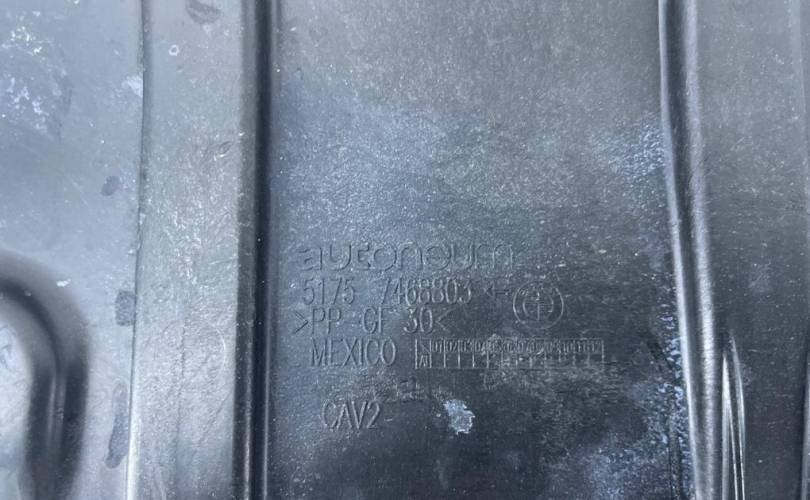 autoneum
5175 7468803
>PP-GF 30<
MEXICO
CAV2